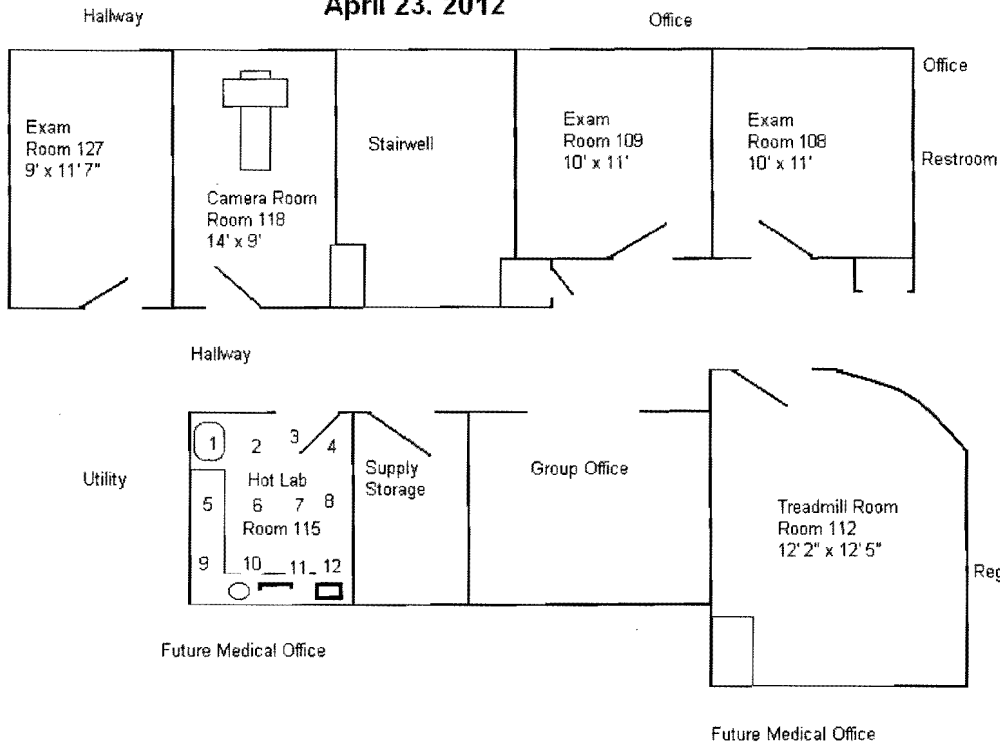 April 23. 2012
Hallway
Office
Office
Exam
Room 127
9' x 11'7"
Camera Room
Room 118
14' x 9'
Stairwell
Exam
Room 109
10' x 11'
Exam
Room 108
10' x 11'
Restroom
Hallway
Utility
1 2 3 4
Hot Lab
5 6 7 8
Room 115
9 10 11 12
Supply
Storage
Group Office
Treadmill Room
Room 112
12'2" x 12'5"
Reg
Future Medical Office
Future Medical Office